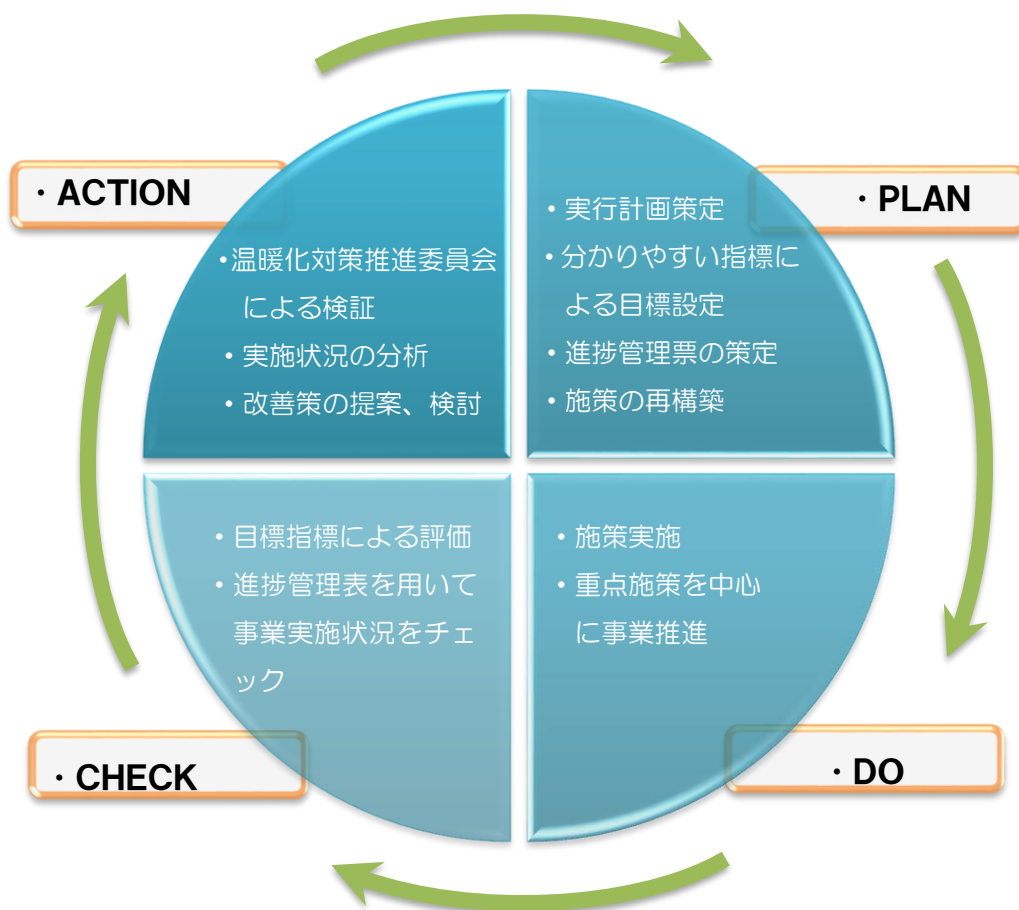 ・ACTION
・温暖化対策推進委員会
による検証
・実施状況の分析
・改善策の提案、検討
・PLAN
・実行計画策定
・分かりやすい指標に
よる目標設定
・進捗管理票の策定
・施策の再構築
・目標指標による評価
・進捗管理表を用いて
事業実施状況をチェ
ック
・CHECK
・施策実施
・重点施策を中心
に事業推進
・DO